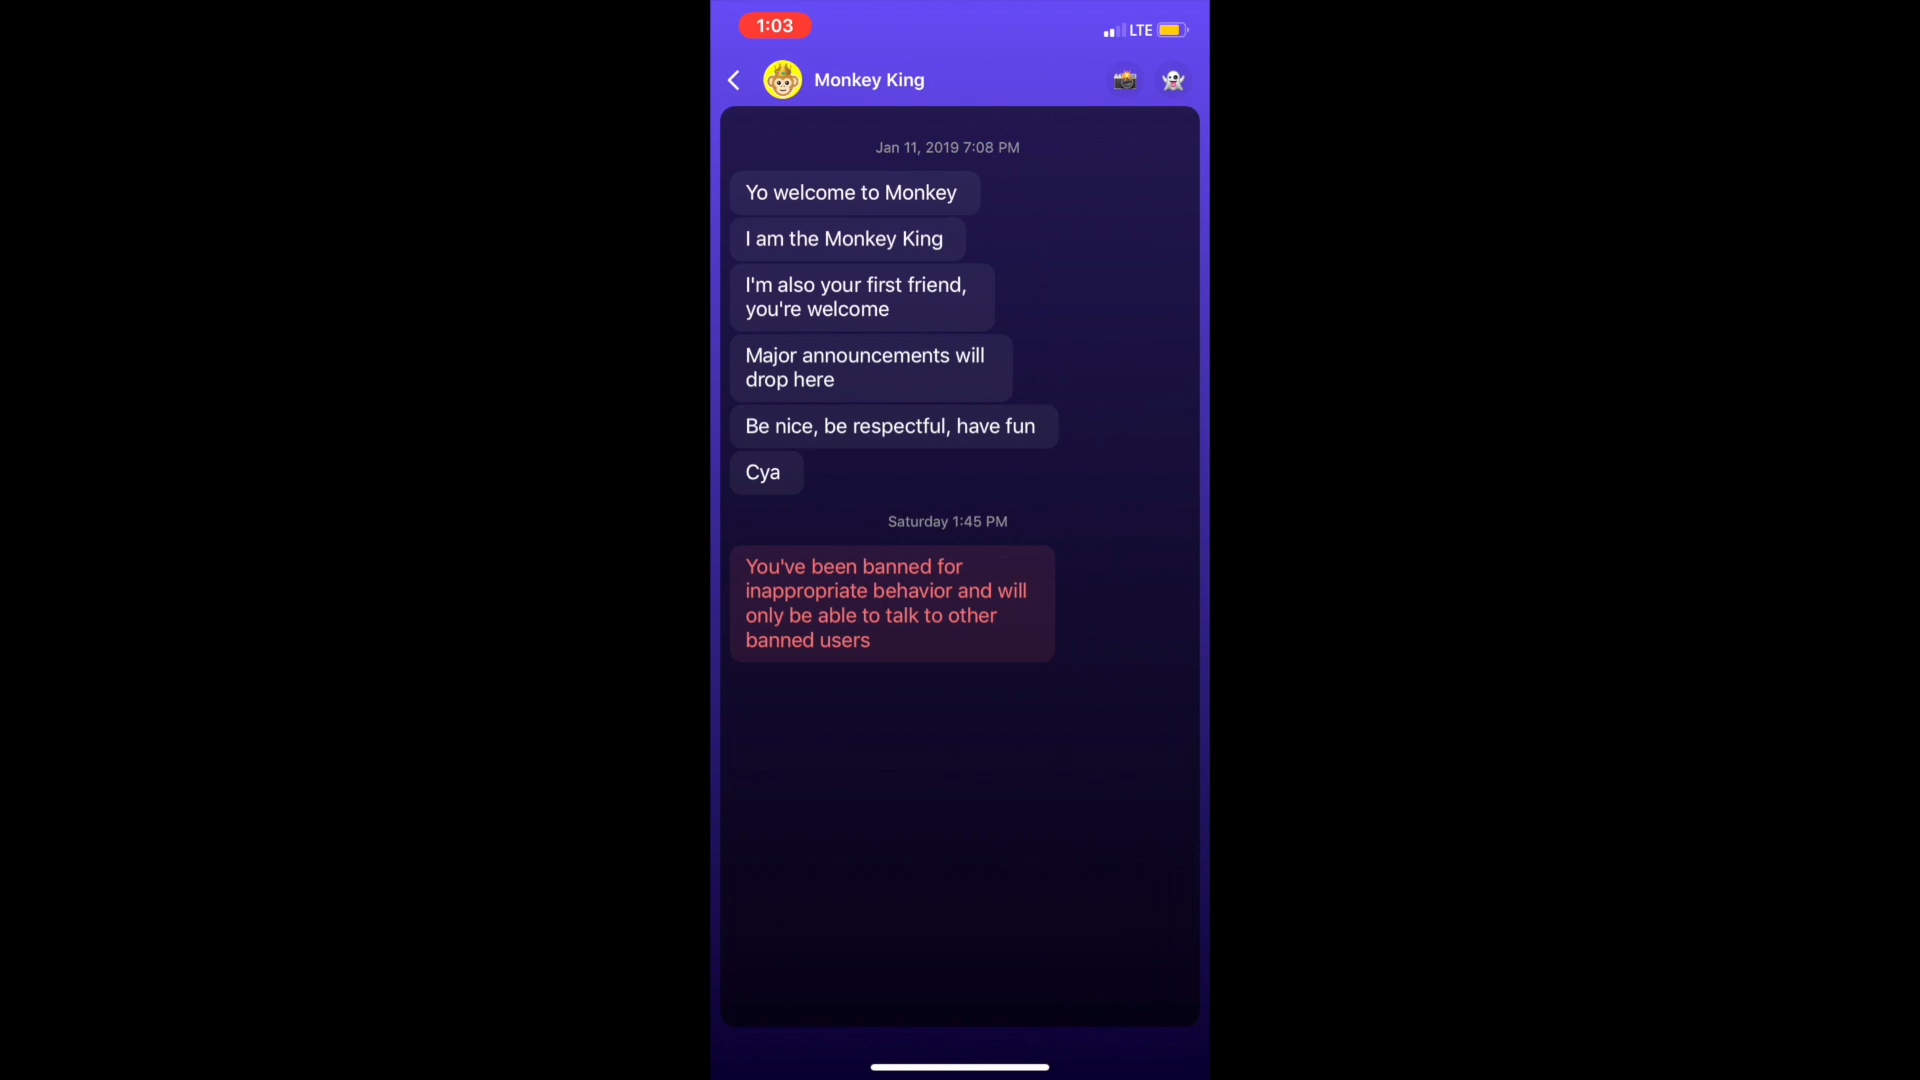 1:03
LTE
Monkey King
Jan 11, 2019 7:08 PM
Yo welcome to Monkey
I am the Monkey King
I'm also your first friend,
you're welcome
Major announcements will
drop here
Be nice, be respectful, have fun
Cya
Saturday 1:45 PM
You've been banned for
inappropriate behavior and will
only be able to talk to other
banned users